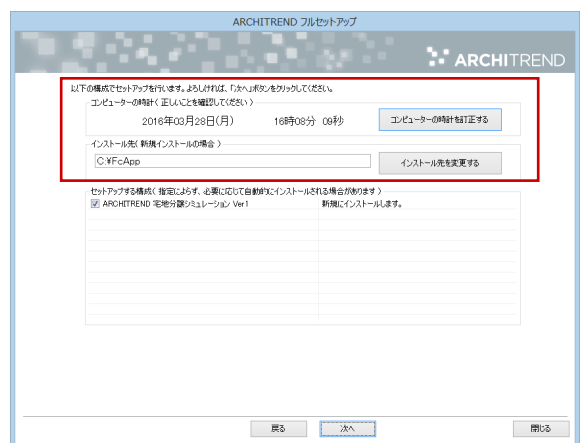 ARCHITREND フルセットアップ
ARCHITREND
以下の構成でセットアップを行います。よろしければ、「次へ」ボタンをクリックしてください。
コンピューターの時計( 正しいことを確認してください )
2016年03月28日(月) 16時08分 09秒 コンピューターの時計を訂正する
インストール先( 新規インストールの場合 )
C:¥FcApp インストール先を変更する
セットアップする構成( 指定によらず、必要に応じて自動的にインストールされる場合があります )
ARCHITREND 宅地分譲シミュレーション Ver1 新規にインストールします。
戻る 次へ 閉じる